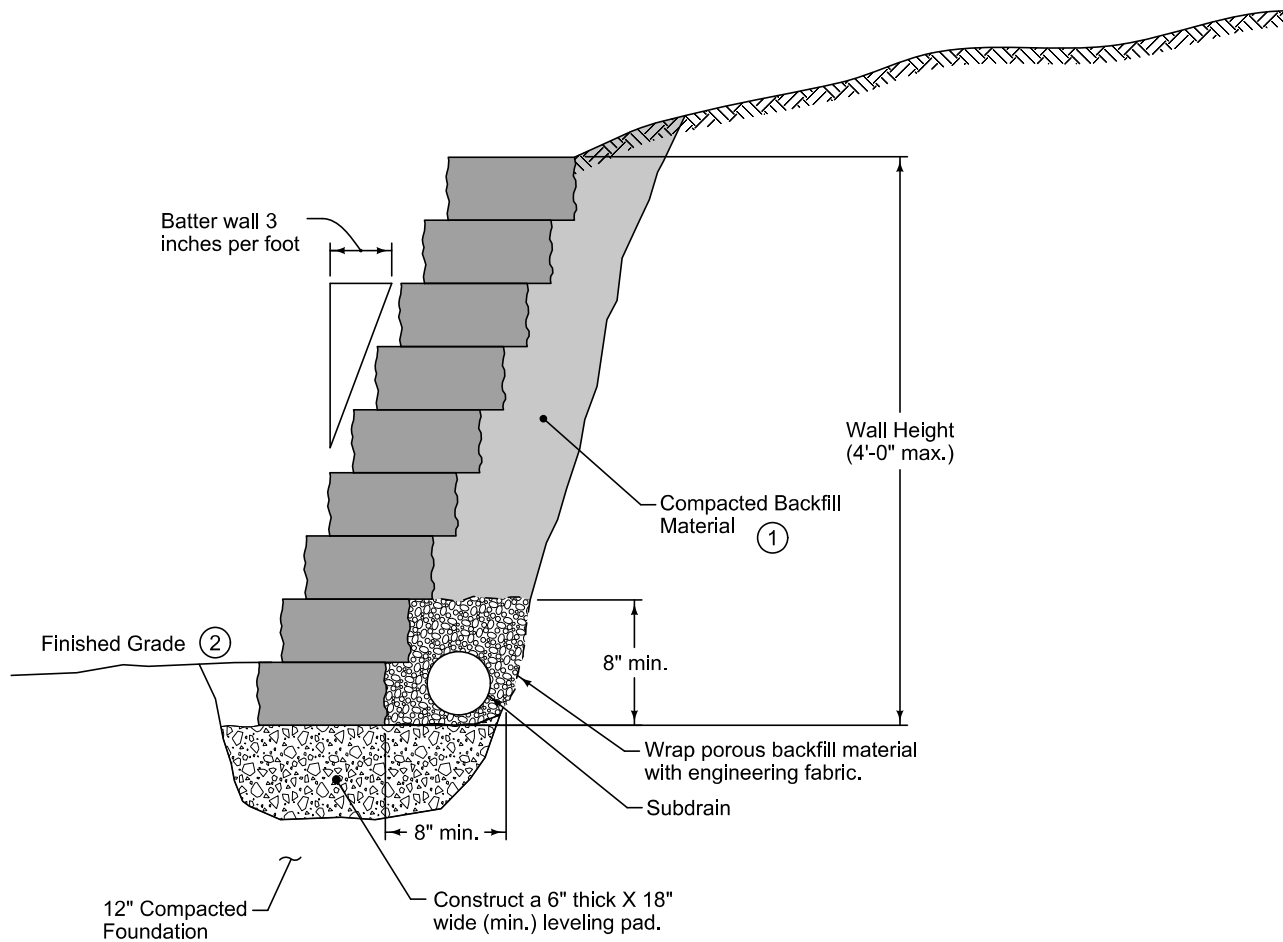 Batter wall 3
inches per foot
Wall Height
(4'-0" max.)
Compacted Backfill
Material 1
Finished Grade 2
8" min.
Wrap porous backfill material
with engineering fabric.
Subdrain
8" min.
Construct a 6" thick X 18"
wide (min.) leveling pad.
12" Compacted
Foundation